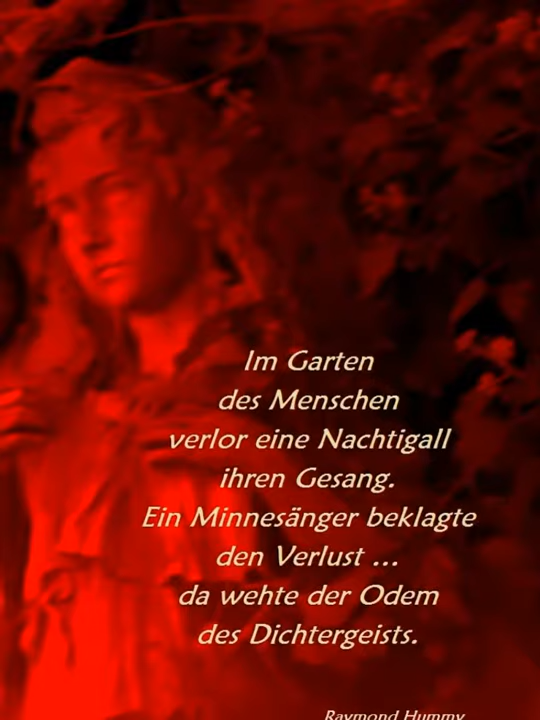 Im Garten
des Menschen
verlor eine Nachtigall
ihren Gesang.
Ein Minnesänger beklagte
den Verlust ...
da wehte der Odem
des Dichtergeists.
Raymond Hummy